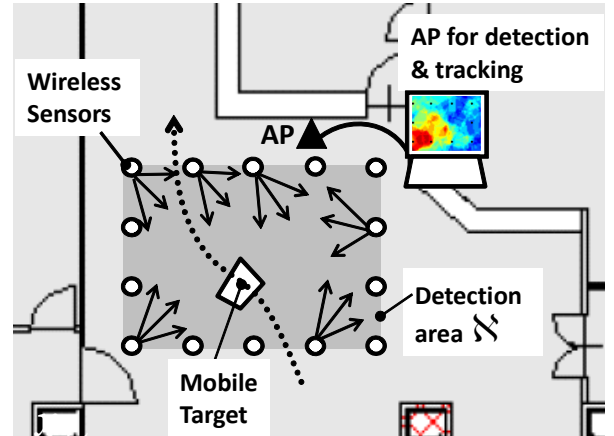 AP for detection
& tracking
Wireless
Sensors
AP
Detection
area ℵ
Mobile
Target